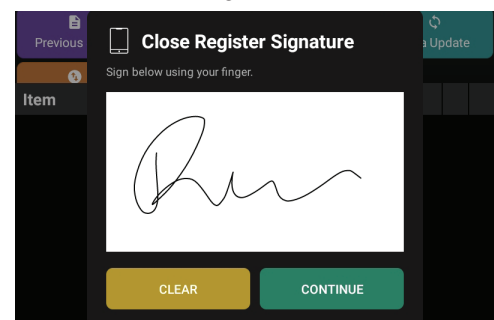 Previous
Close Register Signature
a Update
Sign below using your finger.
Item
CLEAR
CONTINUE